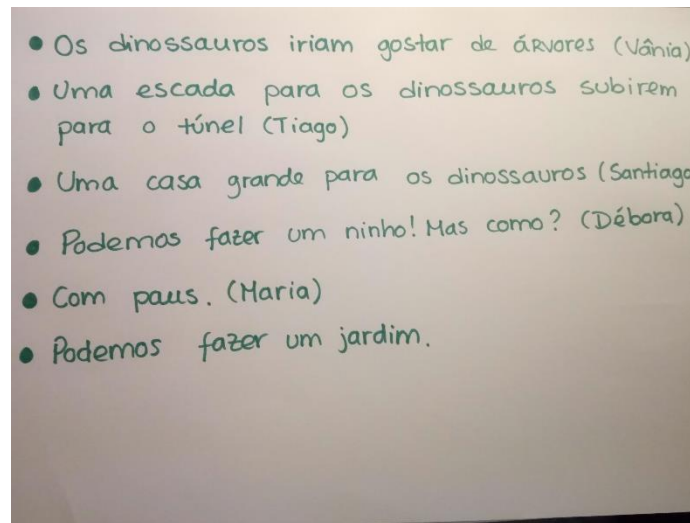 • Os dinossauros iriam gostar de árvores (Vânia)
• Uma escada para os dinossauros subirem
para o túnel (Tiago)
• Uma casa grande para os dinossauros (Santiago
• Podemos fazer um ninho! Mas como? (Débora)
• Com paus. (Maria)
• Podemos fazer um jardim.